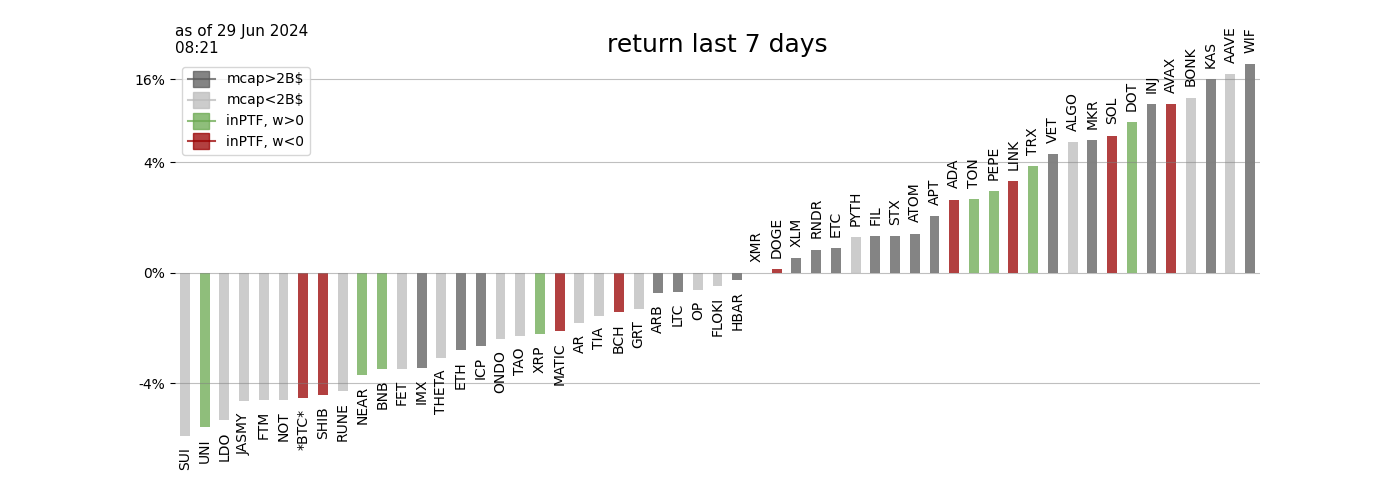 as of 29 Jun 2024
08:21
return last 7 days
mcap>2B$
mcap<2B$
inPTF, w>0
inPTF, w<0
16%
4%
0%
-4%
SUI
UNI
LDO
JASMY
FTM
NOT
*BTC*
SHIB
RUNE
NEAR
BNB
FET
IMX
THETA
ETH
ICP
ONDO
TAO
XRP
MATIC
AR
TIA
BCH
GRT
ARB
LTC
OP
FLOKI
HBAR
XMR
DOGE
XLM
RNDR
ETC
PYTH
FIL
STX
ATOM
APT
ADA
TON
PEPE
LINK
TRX
VET
ALGO
MKR
SOL
DOT
INJ
AVAX
BONK
KAS
AAVE
WIF